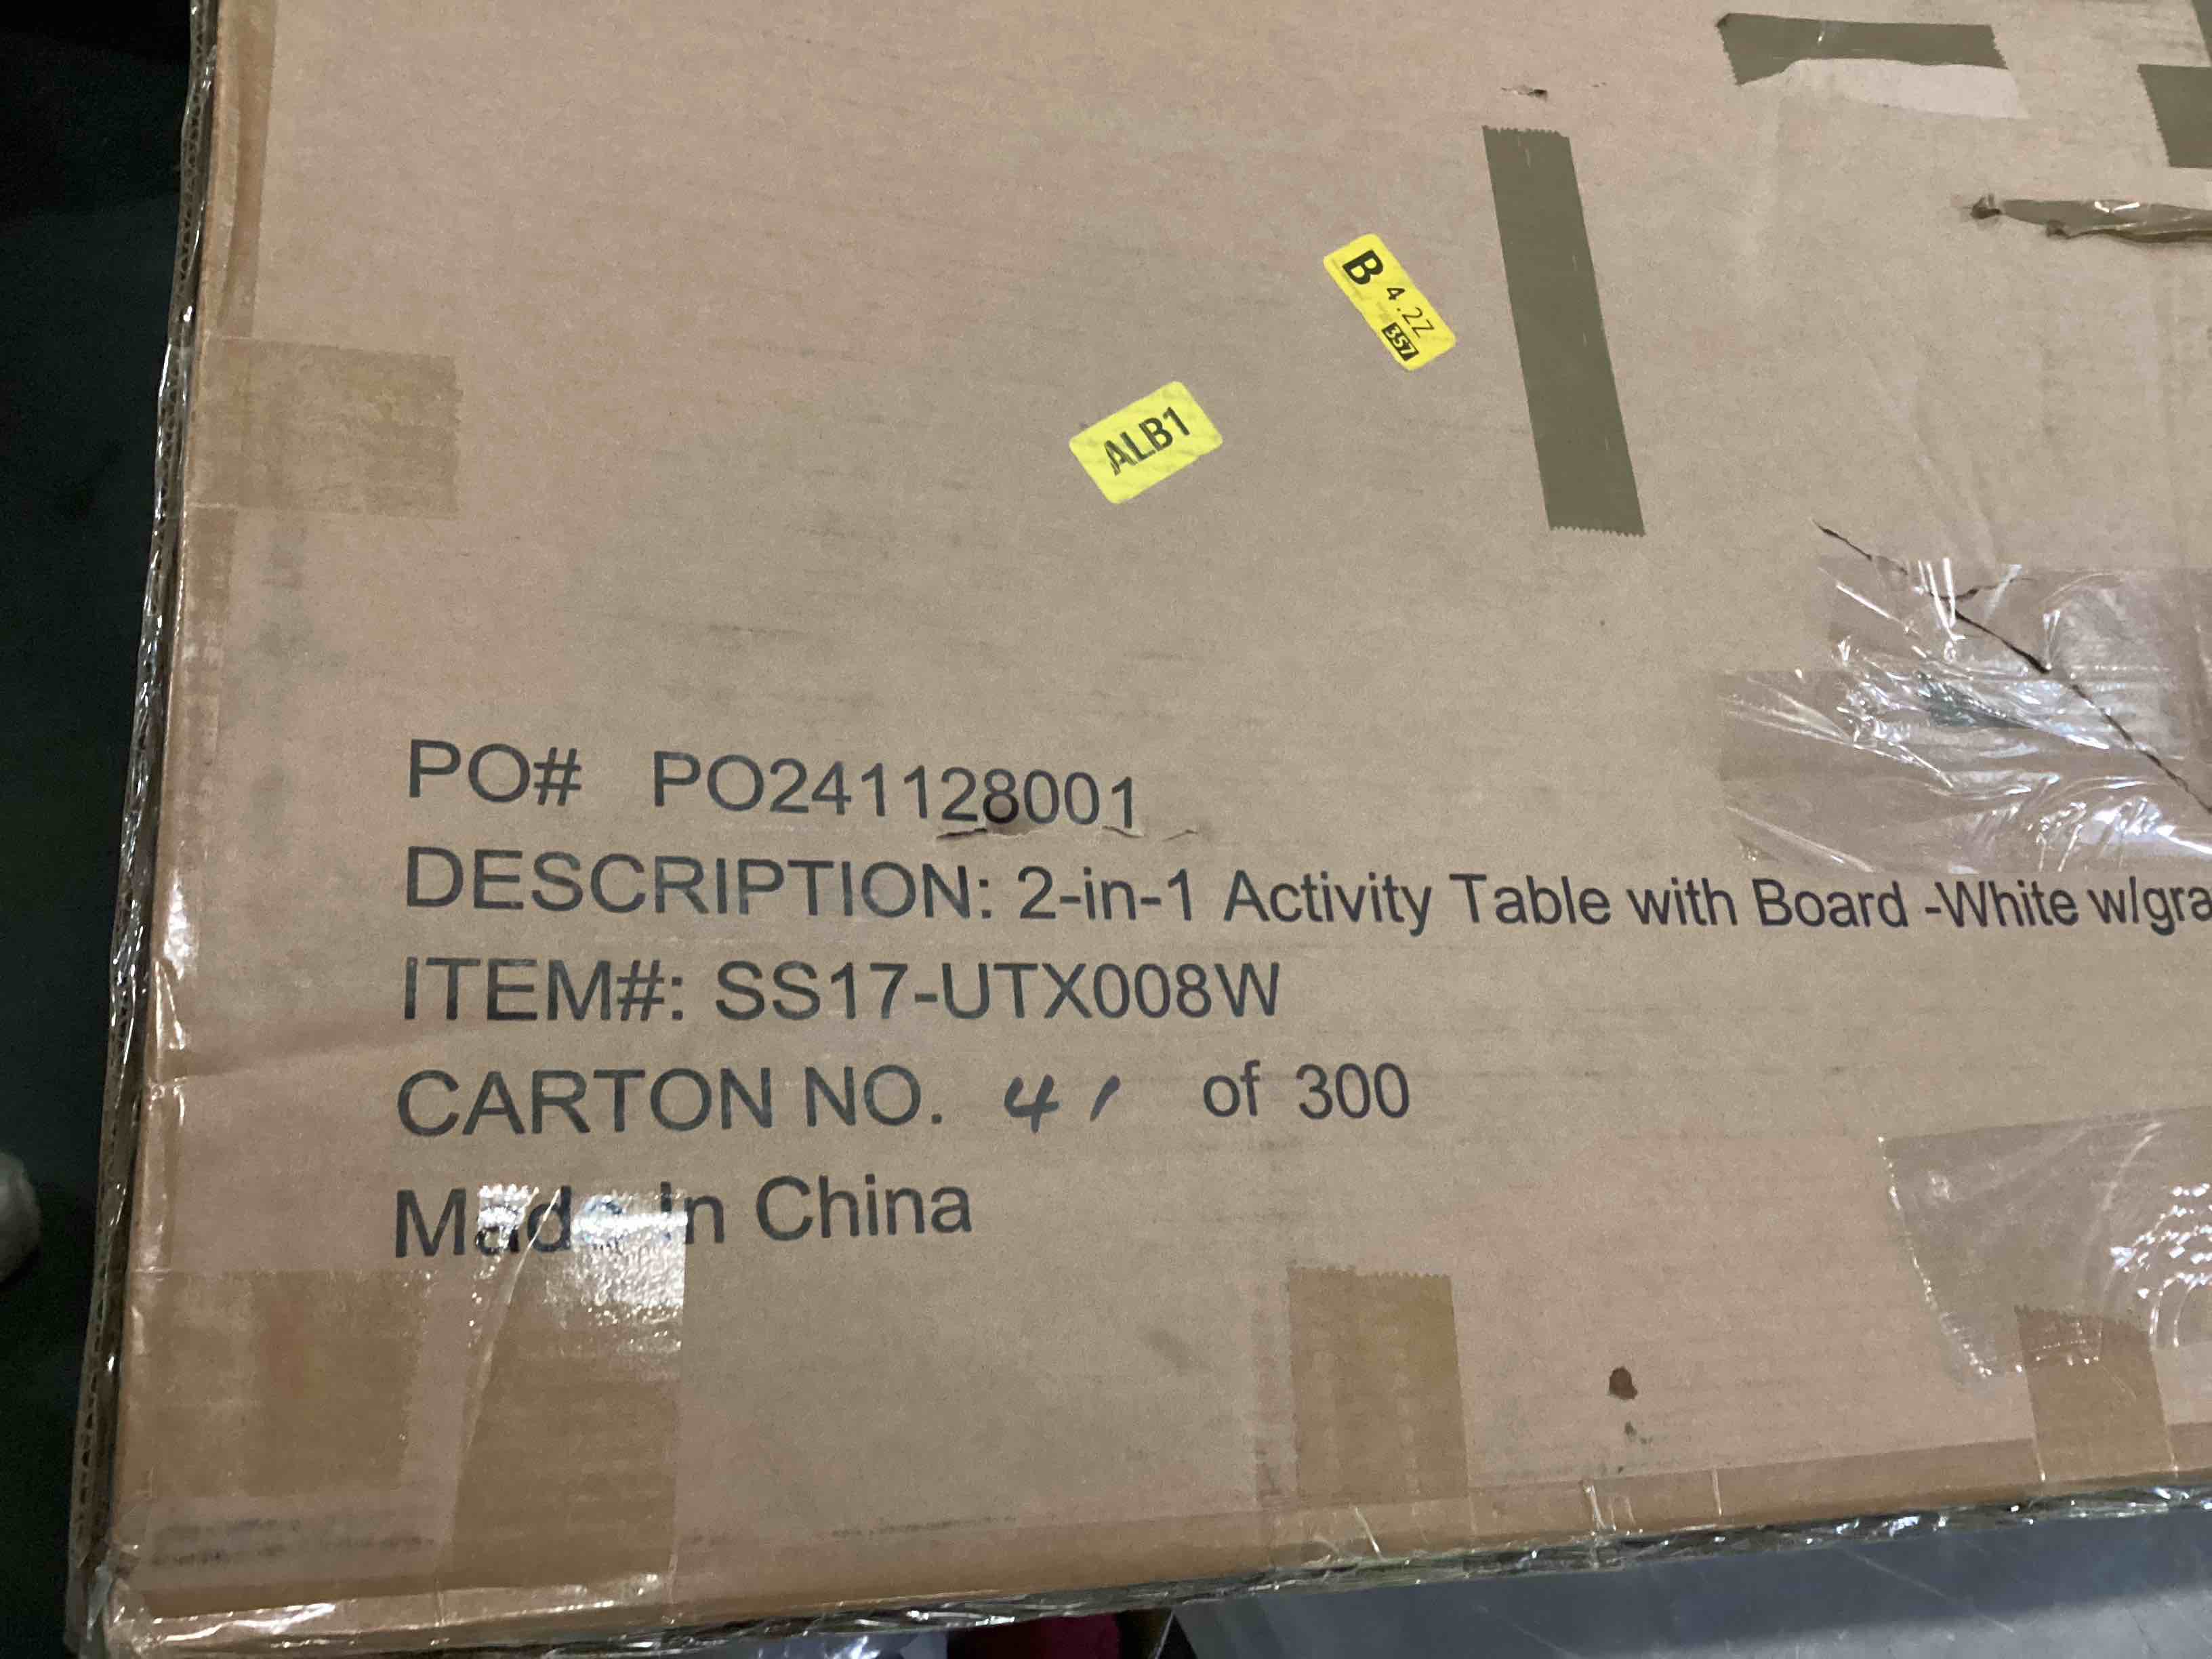 B 4.2Z
357
ALB1
PO# PO241128001
DESCRIPTION: 2-in-1 Activity Table with Board -White w/gra
ITEM#: SS17-UTX008W
CARTON NO. 41 of 300
Made In China